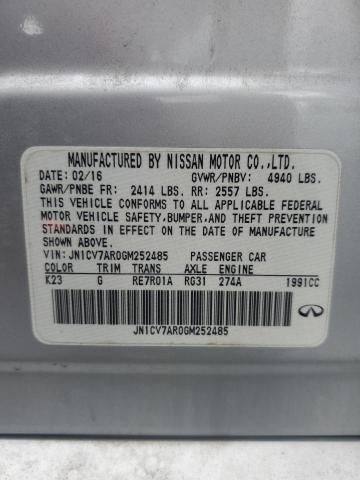 MANUFACTURED BY NISSAN MOTOR CO.,LTD.
DATE: 02/16 GVWR/PNBV: 4940 LBS.
GAWR/PNBE FR: 2414 LBS. RR: 2557 LBS.
THIS VEHICLE CONFORMS TO ALL APPLICABLE FEDERAL
MOTOR VEHICLE SAFETY, BUMPER, AND THEFT PREVENTION
STANDARDS IN EFFECT ON THE DATE OF MANUFACTURE
SHOWN ABOVE.
VIN: JN1CV7AR0GM252485 PASSENGER CAR
COLOR TRIM TRANS AXLE ENGINE
K23 G RE7R01A RG31 274A 1991CC
JN1CV7AR0GM252485
INFINITI